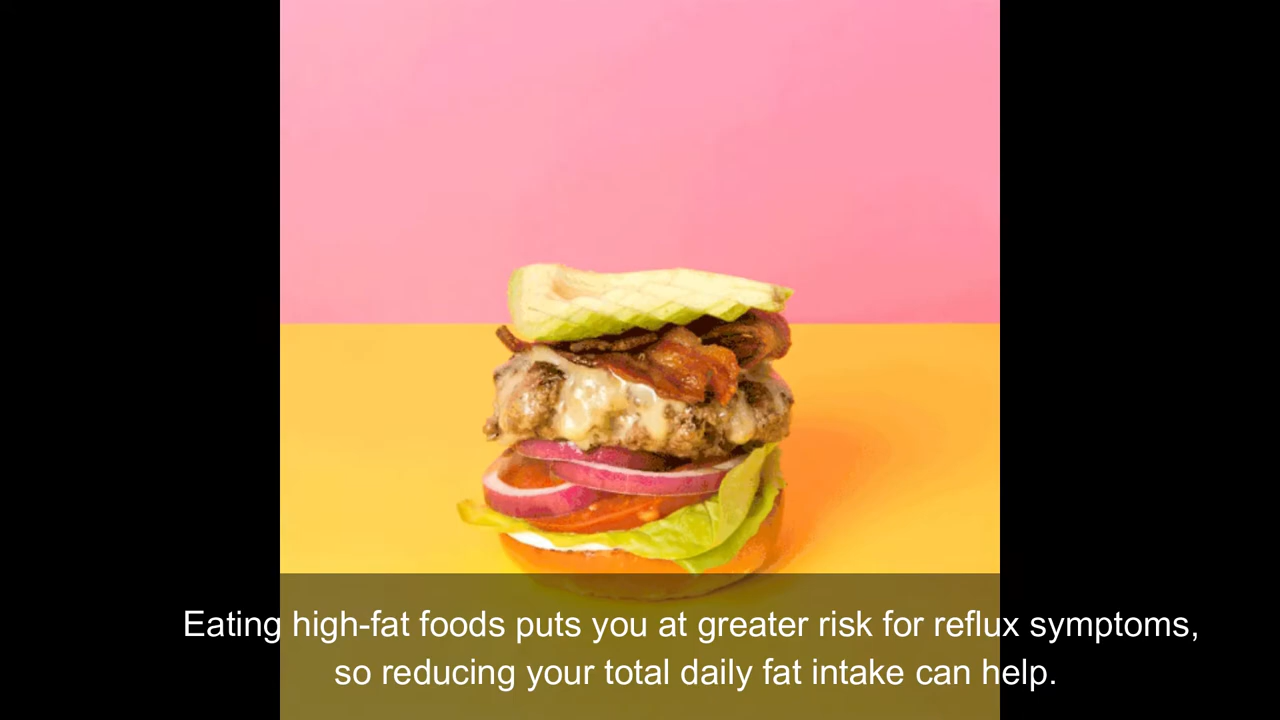 Eating high-fat foods puts you at greater risk for reflux symptoms,
so reducing your total daily fat intake can help.